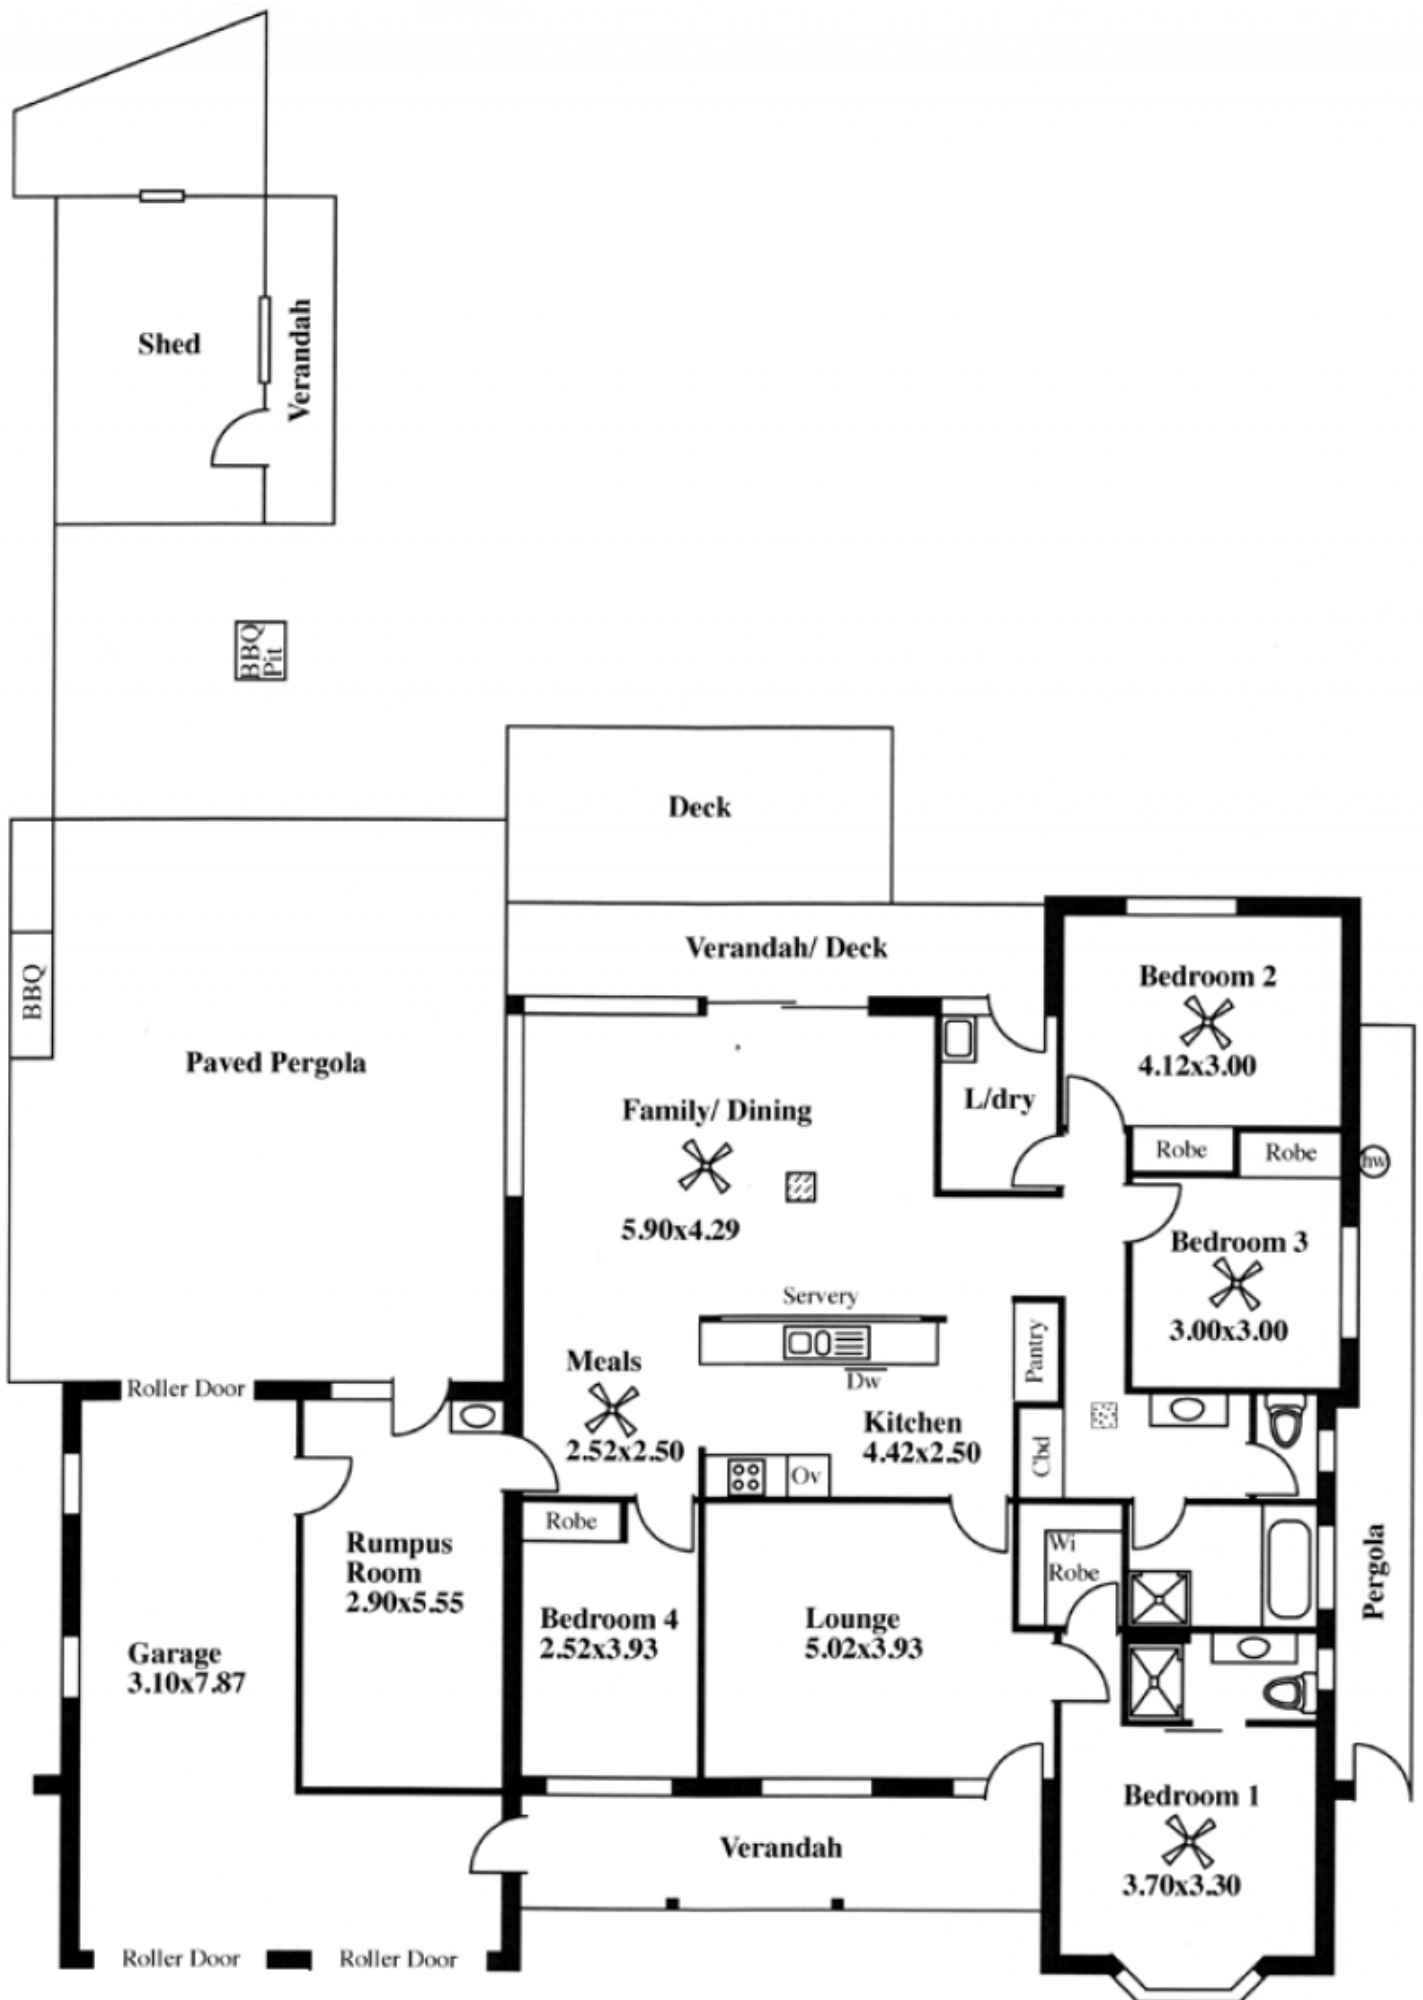 Shed
Verandah
BBQ
Pit
Deck
Verandah/ Deck
Bedroom 2
4.12x3.00
BBQ
Paved Pergola
Family/ Dining
5.90x4.29
L/dry
Robe
Robe
hw
Bedroom 3
3.00x3.00
Servery
Dw
Pantry
Meals
2.52x2.50
Kitchen
4.42x2.50
Cbd
Ov
Roller Door
Rumpus
Room
2.90x5.55
Robe
Bedroom 4
2.52x3.93
Lounge
5.02x3.93
Wi
Robe
Pergola
Garage
3.10x7.87
Bedroom 1
3.70x3.30
Verandah
Roller Door
Roller Door